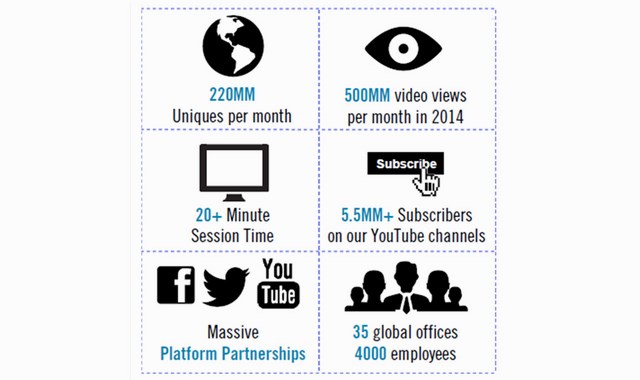 220MM
Uniques per month
500MM video views
per month in 2014
20+ Minute
Session Time
Subscribe
5.5MM+ Subscribers
on our YouTube channels
f
You
Tube
Massive
Platform Partnerships
35 global offices
4000 employees